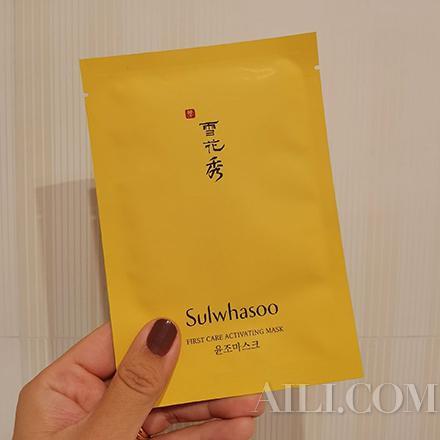 雪
花
秀
Sulwhasoo
FIRST CARE ACTIVATING MASK
윤조마스크
AILI.COM